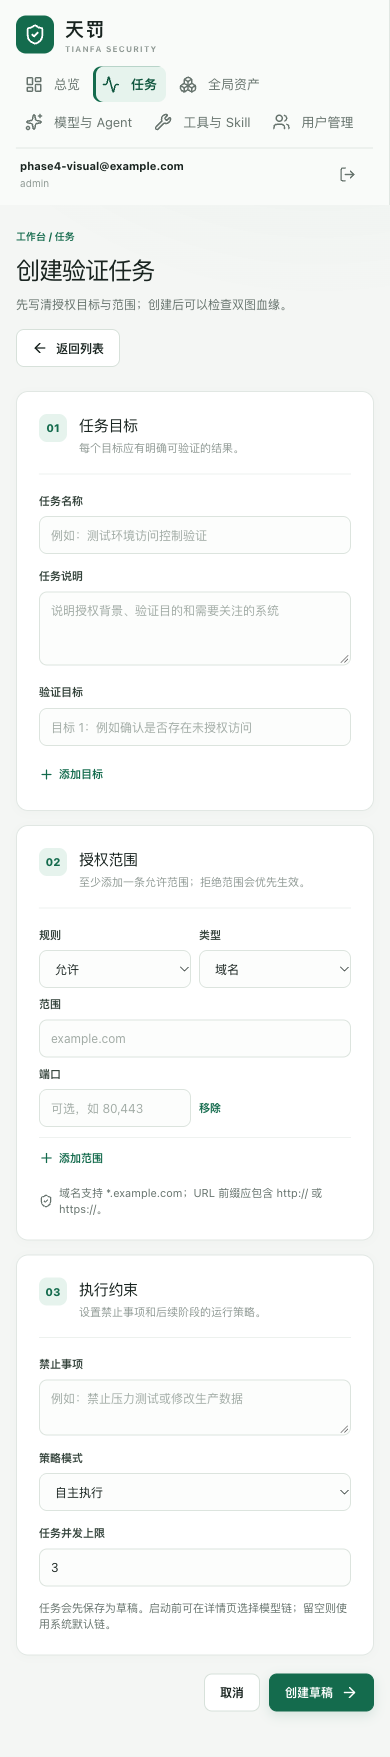 天罚
TIANFA SECURITY
总览 任务 全局资产
模型与 Agent 工具与 Skill 用户管理
phase4-visual@example.com
admin
工作台 / 任务
创建验证任务
先写清授权目标与范围；创建后可以检查双图血缘。
返回列表
01 任务目标
每个目标应有明确可验证的结果。
任务名称
例如：测试环境访问控制验证
任务说明
说明授权背景、验证目的和需要关注的系统
验证目标
目标 1：例如确认是否存在未授权访问
添加目标
02 授权范围
至少添加一条允许范围；拒绝范围会优先生效。
规则 类型
允许 域名
范围
example.com
端口
可选，如 80,443 移除
添加范围
域名支持 *.example.com；URL 前缀应包含 http:// 或
https://。
03 执行约束
设置禁止事项和后续阶段的运行策略。
禁止事项
例如：禁止压力测试或修改生产数据
策略模式
自主执行
任务并发上限
3
任务会先保存为草稿。启动前可在详情页选择模型链；留空则使
用系统默认链。
取消 创建草稿